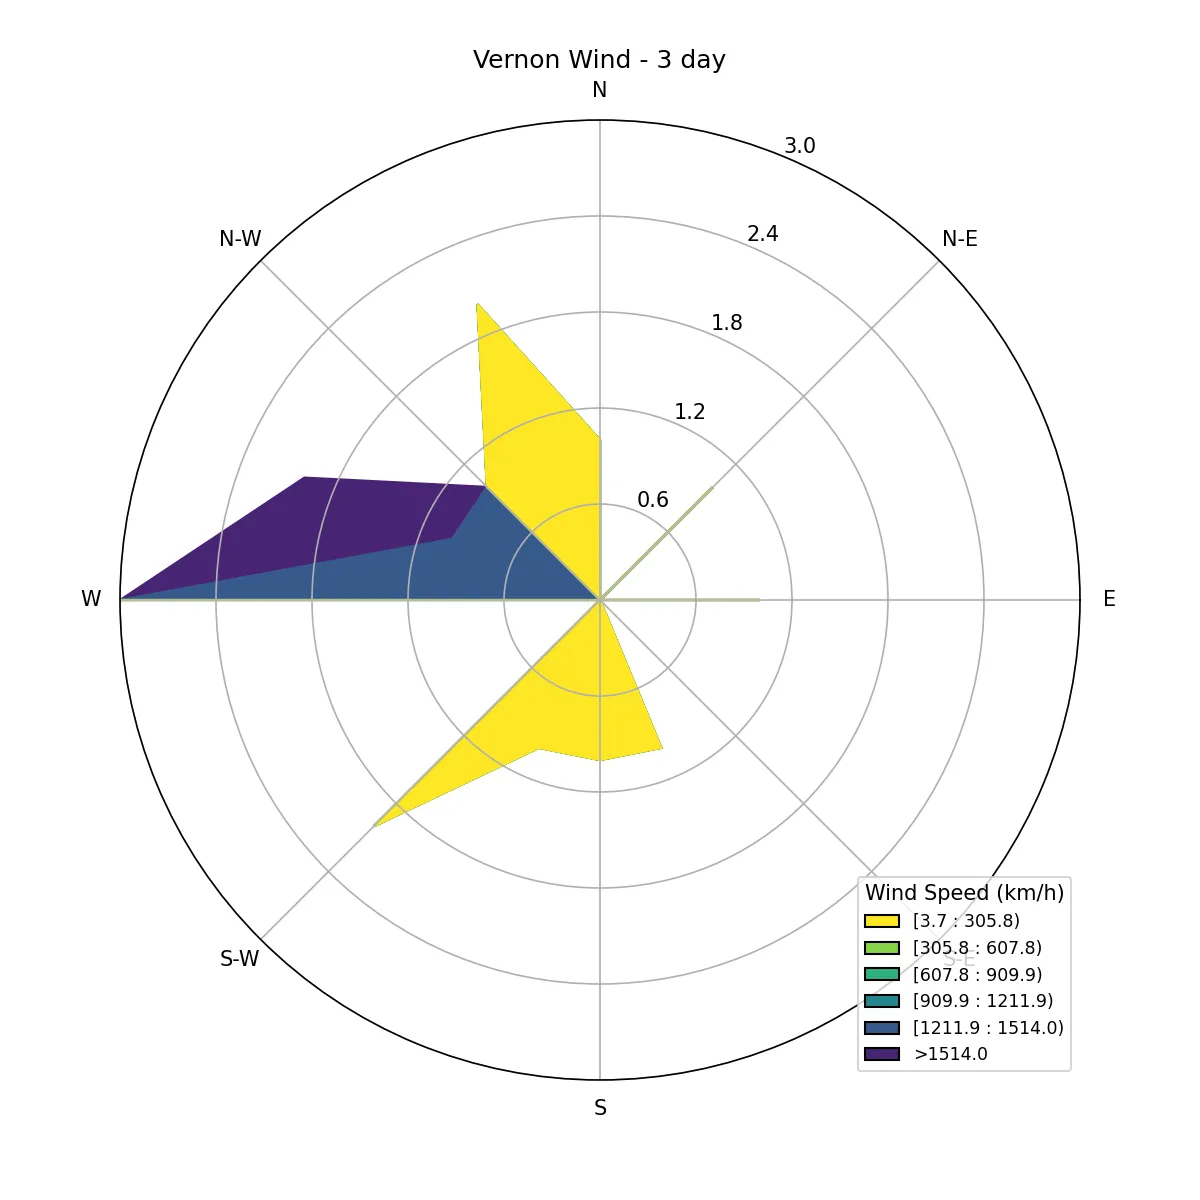 Vernon Wind - 3 day
N
3.0
N-W
2.4
N-E
1.8
1.2
0.6
W
E
Wind Speed (km/h)
[3.7 : 305.8)
[305.8 : 607.8)
[607.8 : 909.9)
[909.9 : 1211.9)
[1211.9 : 1514.0)
>1514.0
S-W
S-E
S